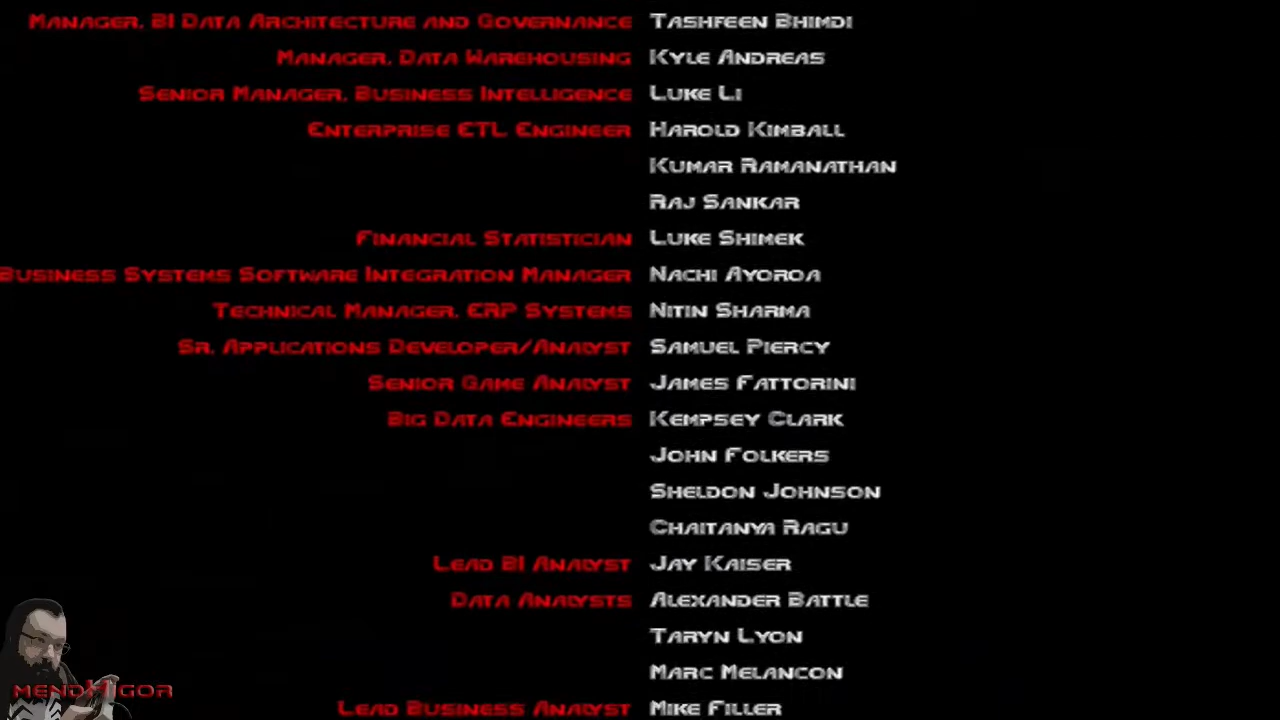 Manager, BI Data Architecture and Governance Tashfeen Bhimdi
Manager, Data Warehousing Kyle Andreas
Senior Manager, Business Intelligence Luke Li
Enterprise ETL Engineer Harold Kimball
Kumar Ramanathan
Raj Sankar
Financial Statistician Luke Shimek
Business Systems Software Integration Manager Nachi Ayoroa
Technical Manager, ERP Systems Nitin Sharma
Sr. Applications Developer/Analyst Samuel Piercy
Senior Game Analyst James Fattorini
Big Data Engineers Kempsey Clark
John Folkers
Sheldon Johnson
Chaitanya Ragu
Lead BI Analyst Jay Kaiser
Data Analysts Alexander Battle
Taryn Lyon
Marc Melancon
Lead Business Analyst Mike Filler